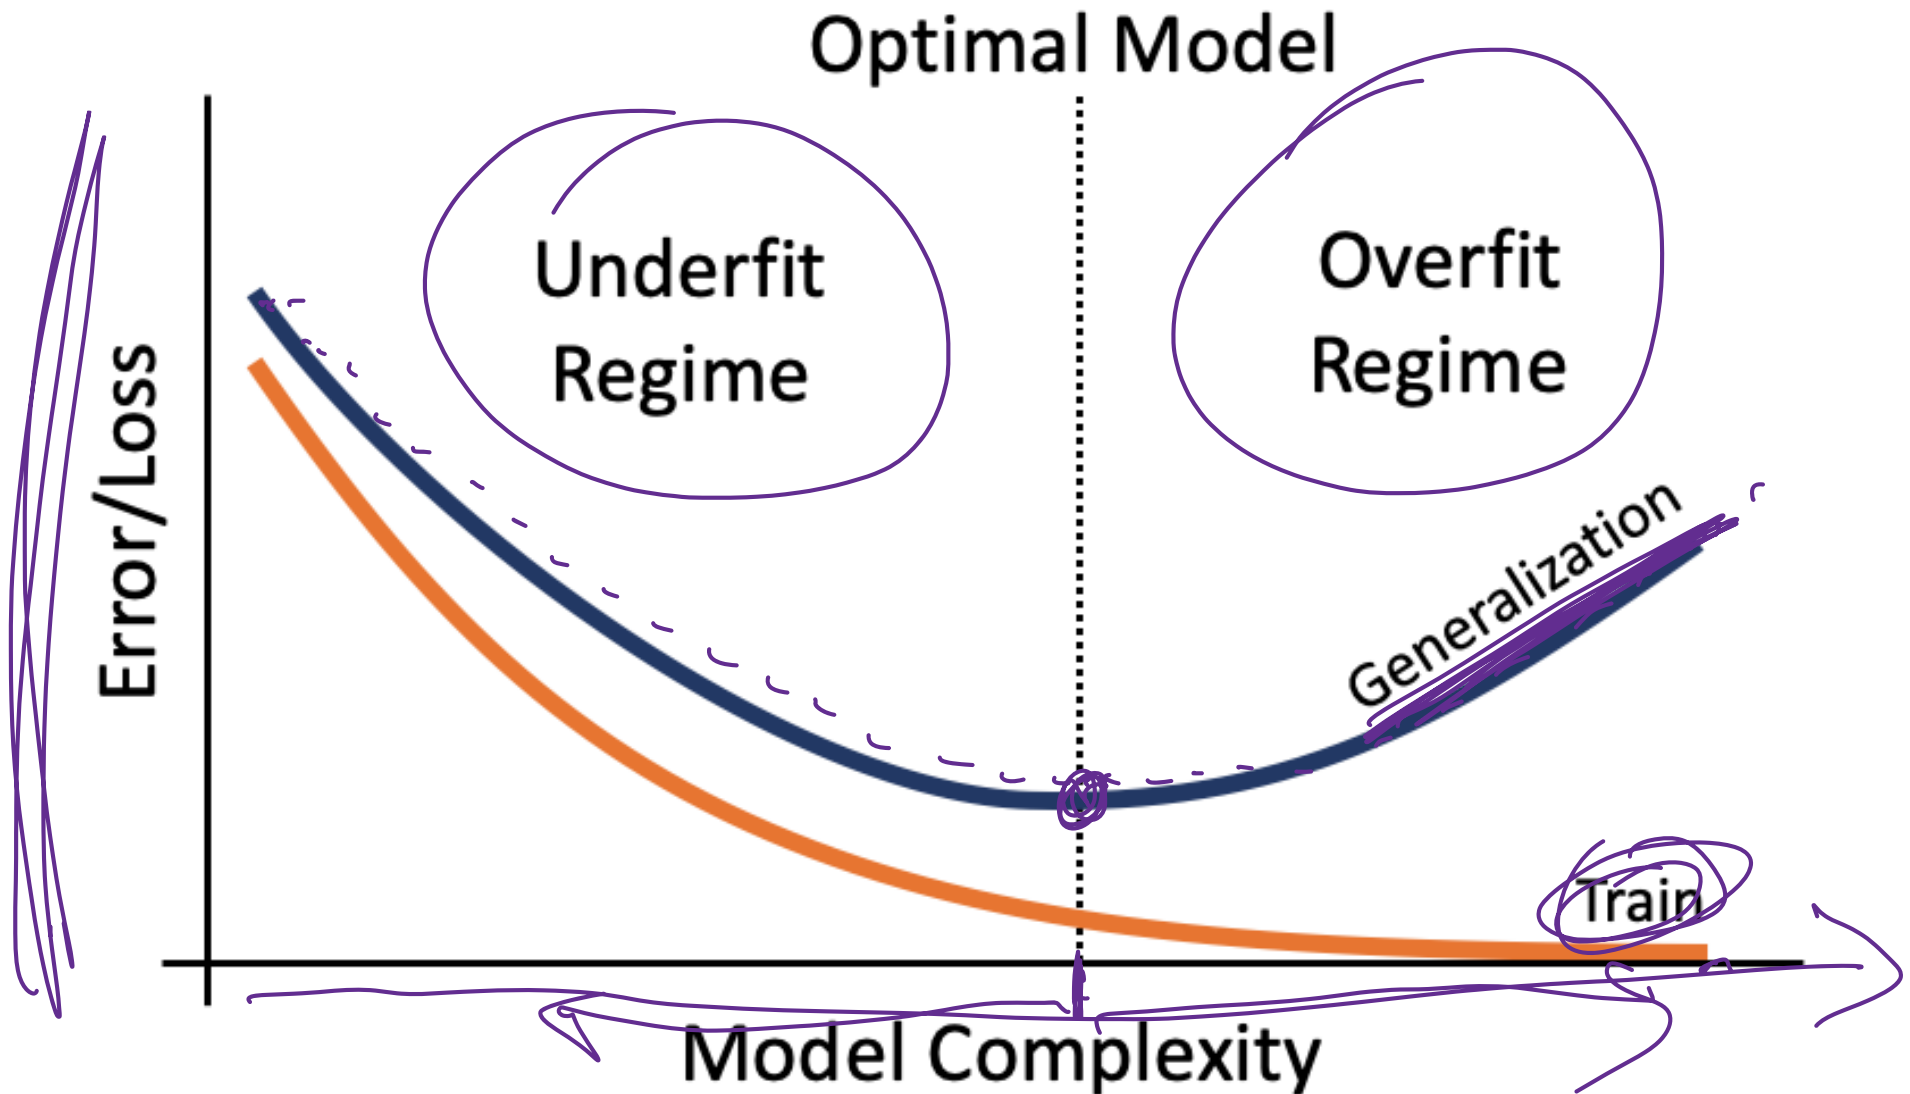 Optimal Model
Underfit
Regime
Overfit
Regime
Error/Loss
Generalization
Train
Model Complexity